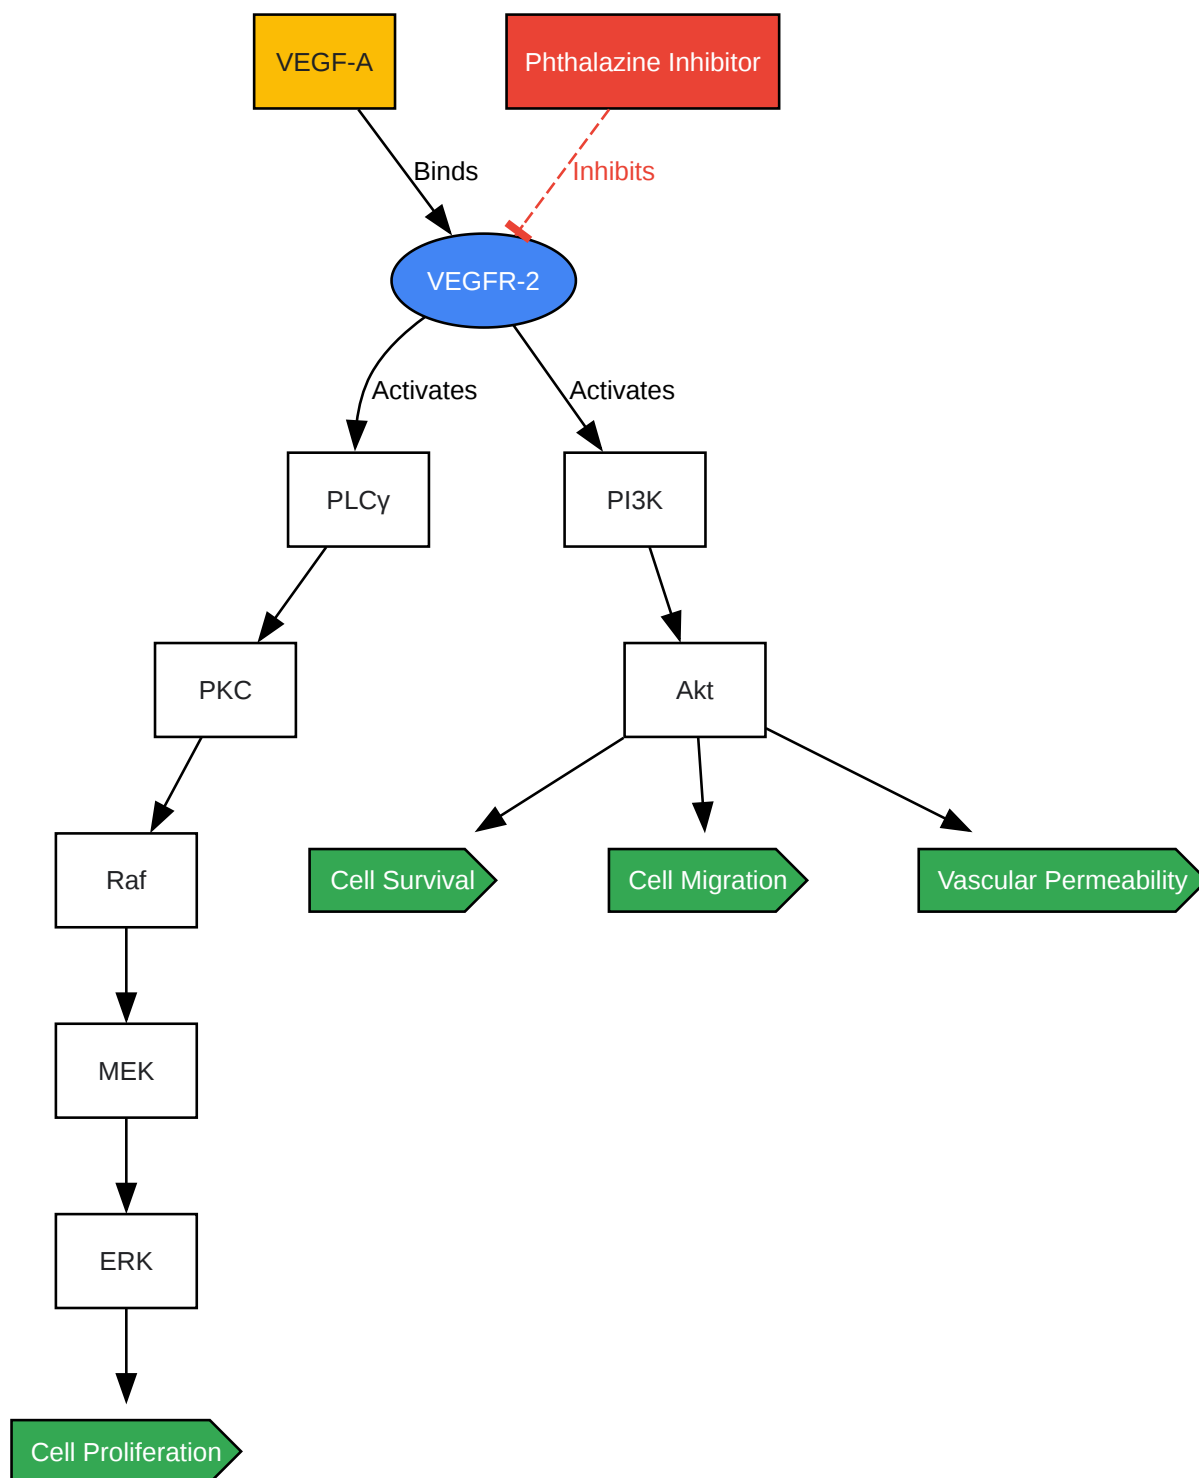 VEGF-A
Phthalazine Inhibitor
Binds
Inhibits
VEGFR-2
Activates
Activates
PLCγ
PI3K
PKC
Akt
Raf
Cell Survival
Cell Migration
Vascular Permeability
MEK
ERK
Cell Proliferation